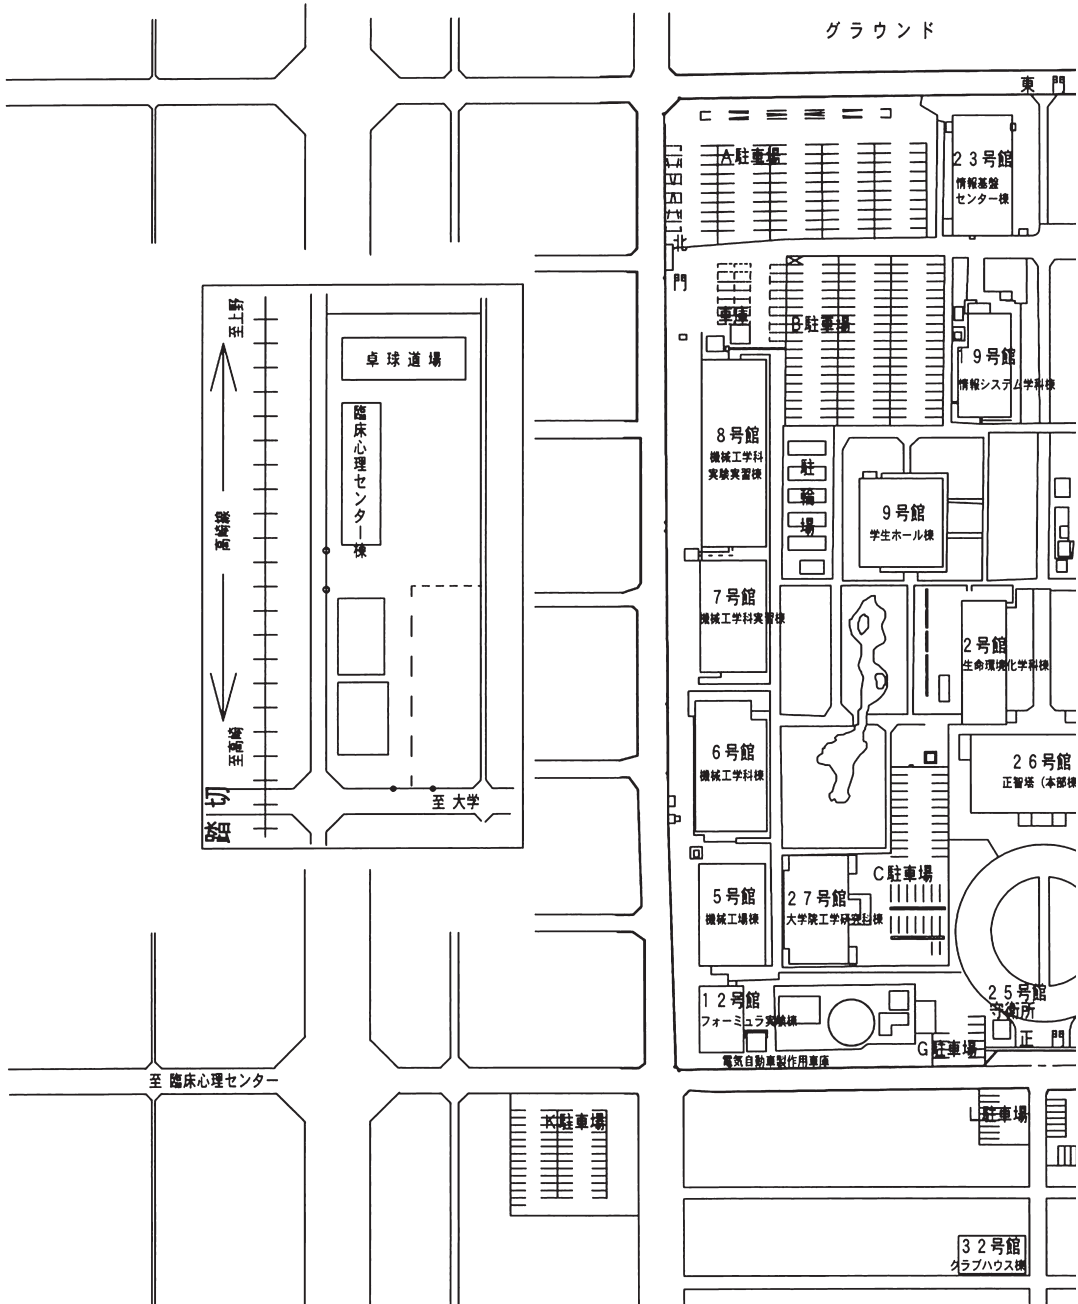 グラウンド
東門
A駐車場
23号館
情報基盤
センター棟
北門
車庫
B駐車場
19号館
情報システム学科棟
至上野
高崎線
至高崎
卓球道場
臨床心理センター棟
踏切
至 大学
8号館
機械工学科
実験実習棟
駐輪場
9号館
学生ホール棟
7号館
機械工学科実習棟
2号館
生命環境化学科棟
6号館
機械工学科棟
26号館
正智塔（本部棟
C駐車場
5号館
機械工場棟
27号館
大学院工学研究科棟
12号館
フォーミュラ実験棟
電気自動車製作用車庫
25号館
守衛所
正門
G駐車場
至 臨床心理センター
K駐車場
L駐車場
32号館
クラブハウス棟